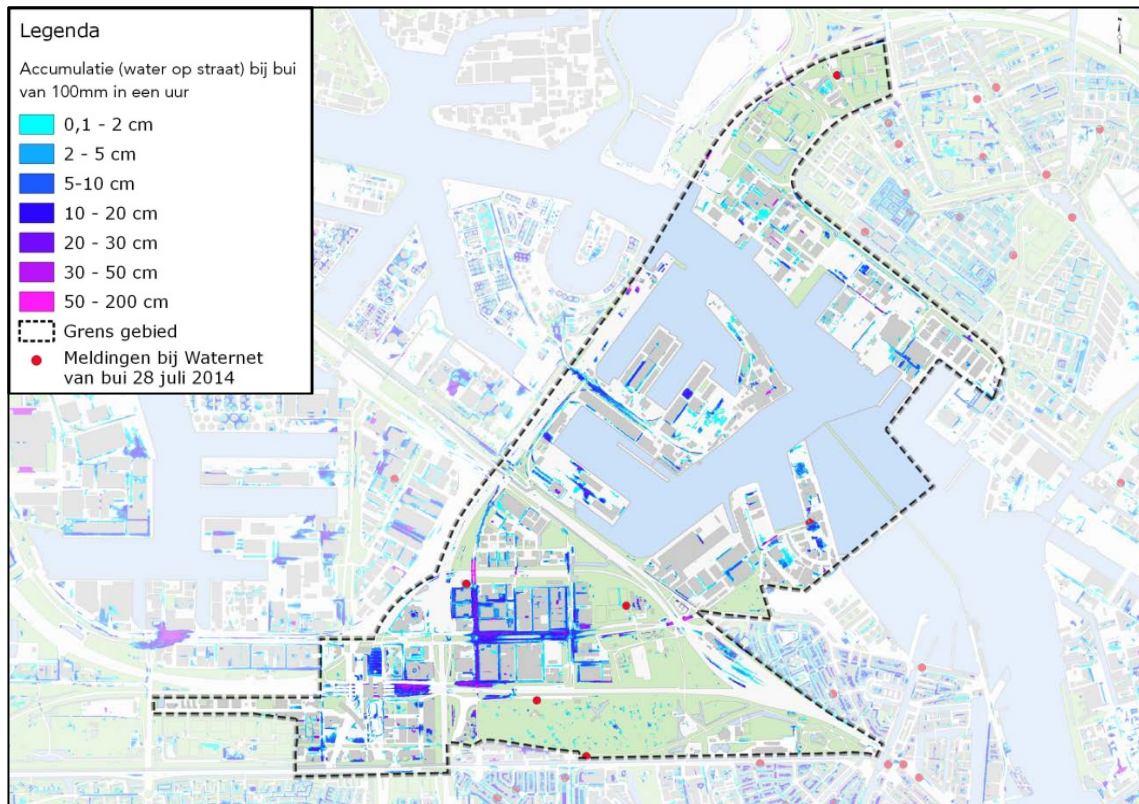 Legenda
Accumulatie (water op straat) bij bui
van 100mm in een uur
0,1 - 2 cm
2 - 5 cm
5-10 cm
10 - 20 cm
20 - 30 cm
30 - 50 cm
50 - 200 cm
Grens gebied
Meldingen bij Waternet
van bui 28 juli 2014